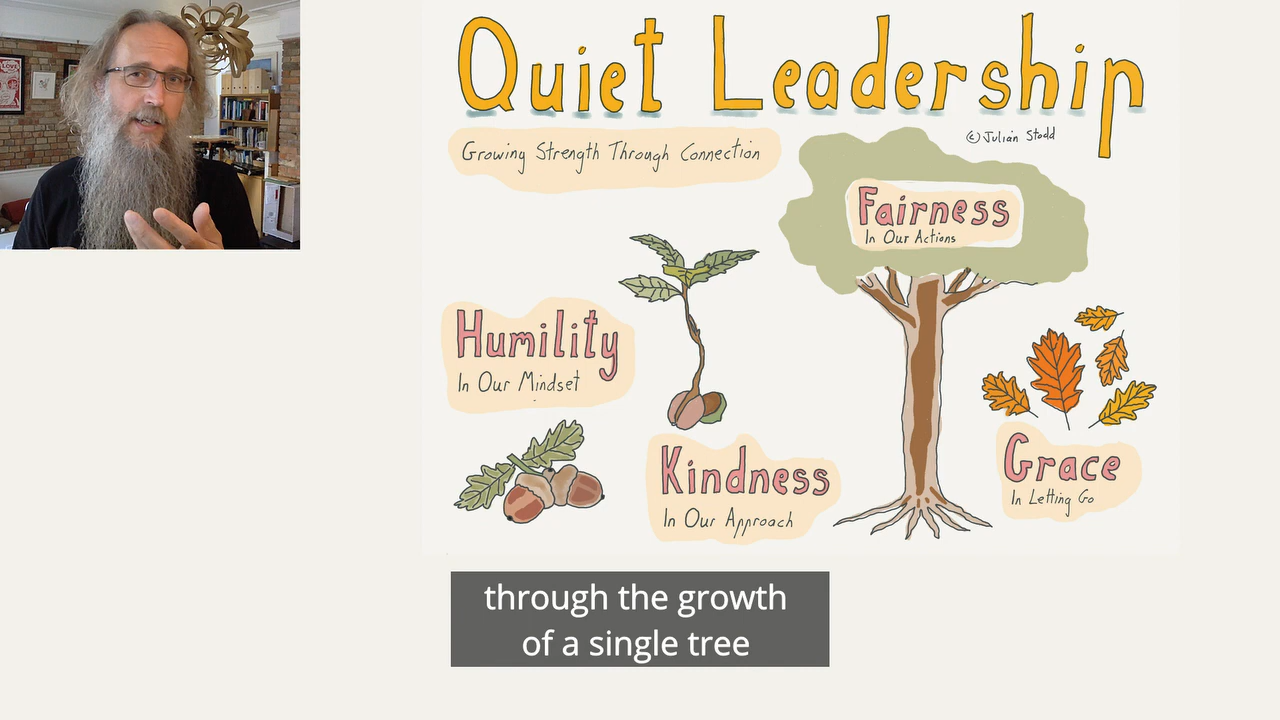 Quiet Leadership
© Julian Stodd
Growing Strength Through Connection
Fairness
In Our Actions
Humility
In Our Mindset
Kindness
In Our Approach
Grace
In Letting Go
through the growth
of a single tree